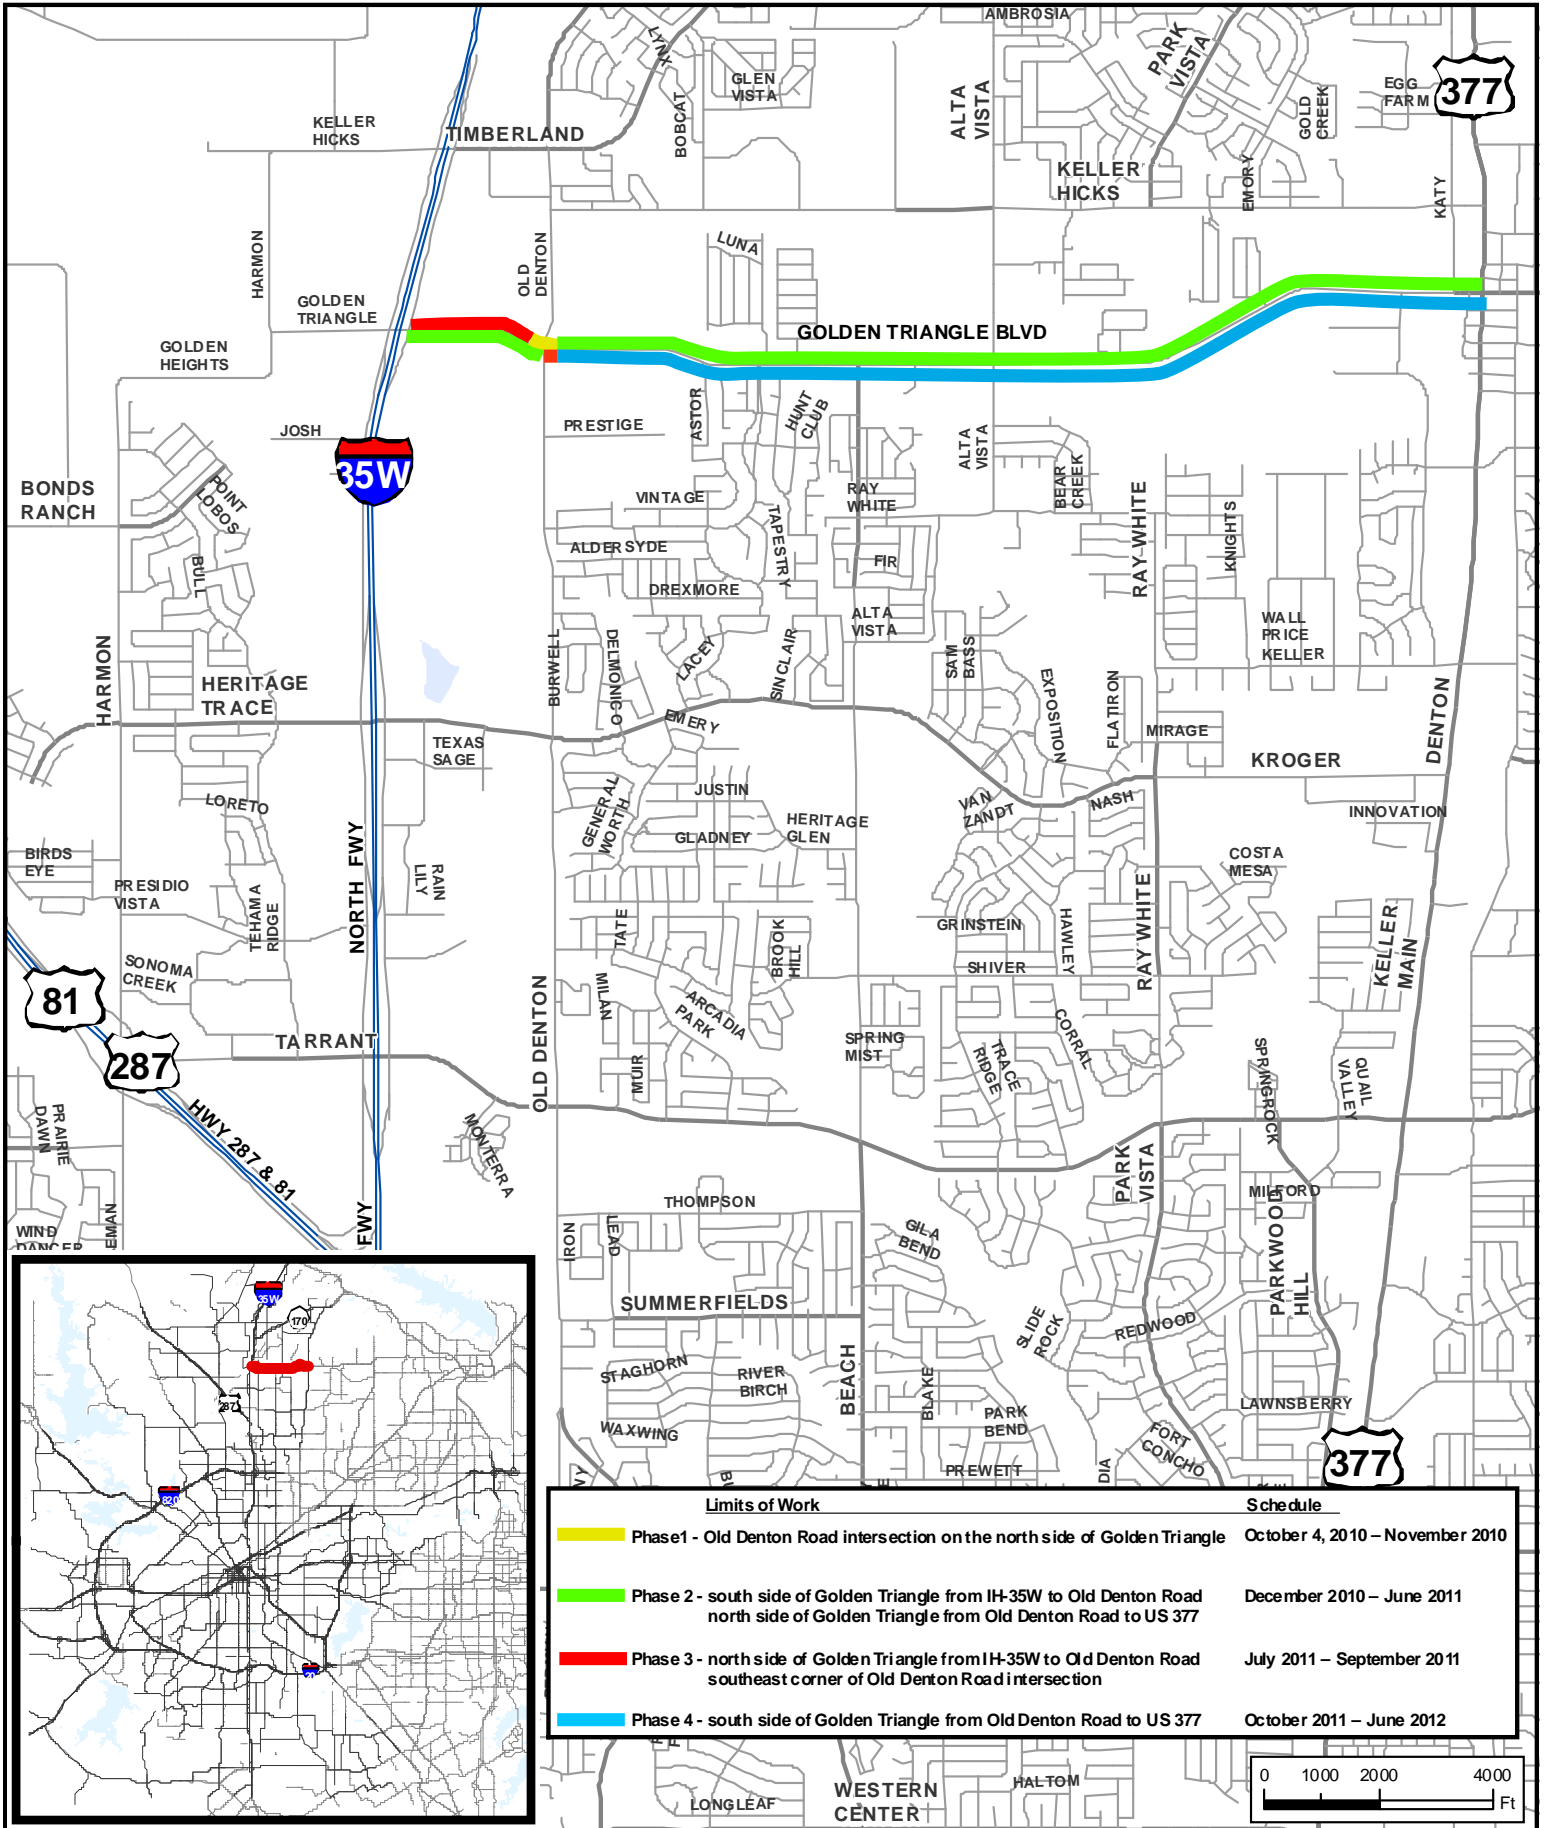 AMBROSIA
LYNX
GLEN
VISTA
BOBCAT
ALTA
VISTA
PARK
VISTA
GOLD
CREEK
EGG
FARM
377
KELLER
HICKS
TIMBERLAND
KELLER
HICKS
EMORY
KATY
HARMON
OLD
DENTON
LUNA
GOLDEN
TRIANGLE
GOLDEN
HEIGHTS
GOLDEN TRIANGLE BLVD
JOSH
35W
PRESTIGE
ASTOR
HUNT
CLUB
ALTA
VISTA
BEAR
CREEK
BONDS
RANCH
POINT
LOBOS
BULL
VINTAGE
RAY
WHITE
TAPESTRY
RAY WHITE
KNIGHTS
ALDERSYDE
FIR
DREXMORE
ALTA
VISTA
WALL
PRICE
KELLER
HARMON
BURWELL
DELMONICO
LACEY
SINCLAIR
SAM
BASS
EXPOSITION
FLATIRON
DENTON
HERITAGE
TRACE
EMERY
MIRAGE
TEXAS
SAGE
KROGER
LORETO
GENERAL
WORTH
JUSTIN
HERITAGE
GLEN
GLADNEY
VAN
ZANDT
NASH
INNOVATION
BIRDS
EYE
PRESIDIO
VISTA
TEHAMA
RIDGE
NORTH FWY
RAIN
LILY
COSTA
MESA
TATE
BROOK
HILL
GRINSTEIN
HAWLEY
RAY WHITE
KELLER
MAIN
SONOMA
CREEK
SHIVER
81
287
TARRANT
OLD DENTON
MILAN
ARCADIA
PARK
MUIR
SPRING
MIST
TRACE
RIDGE
CORRAL
SPRINGROCK
QUAIL
VALLEY
PRAIRIE
DAWN
HWY 287 & 81
MONTERRA
PARK
VISTA
MILFORD
WIND
DANCER
EMAN
FWY
THOMPSON
IRON
LEAD
GILA
BEND
PARKWOOD
HILL
SUMMERFIELDS
SLIDE
ROCK
REDWOOD
STAGHORN
RIVER
BIRCH
BEACH
BLAKE
LAWNSBERRY
WAXWING
PARK
BEND
FORT
CONCHO
PREWETT
DIA
377
35W
170
287
820
20
Limits of Work Schedule
Phase1 - Old Denton Road intersection on the north side of Golden Triangle October 4, 2010 – November 2010
Phase 2 - south side of Golden Triangle from IH-35W to Old Denton Road December 2010 – June 2011
north side of Golden Triangle from Old Denton Road to US 377
Phase 3 - north side of Golden Triangle from IH-35W to Old Denton Road July 2011 – September 2011
southeast corner of Old Denton Road intersection
Phase 4 - south side of Golden Triangle from Old Denton Road to US 377 October 2011 – June 2012
LONGLEAF
WESTERN
CENTER
HALTOM
0 1000 2000 4000
Ft